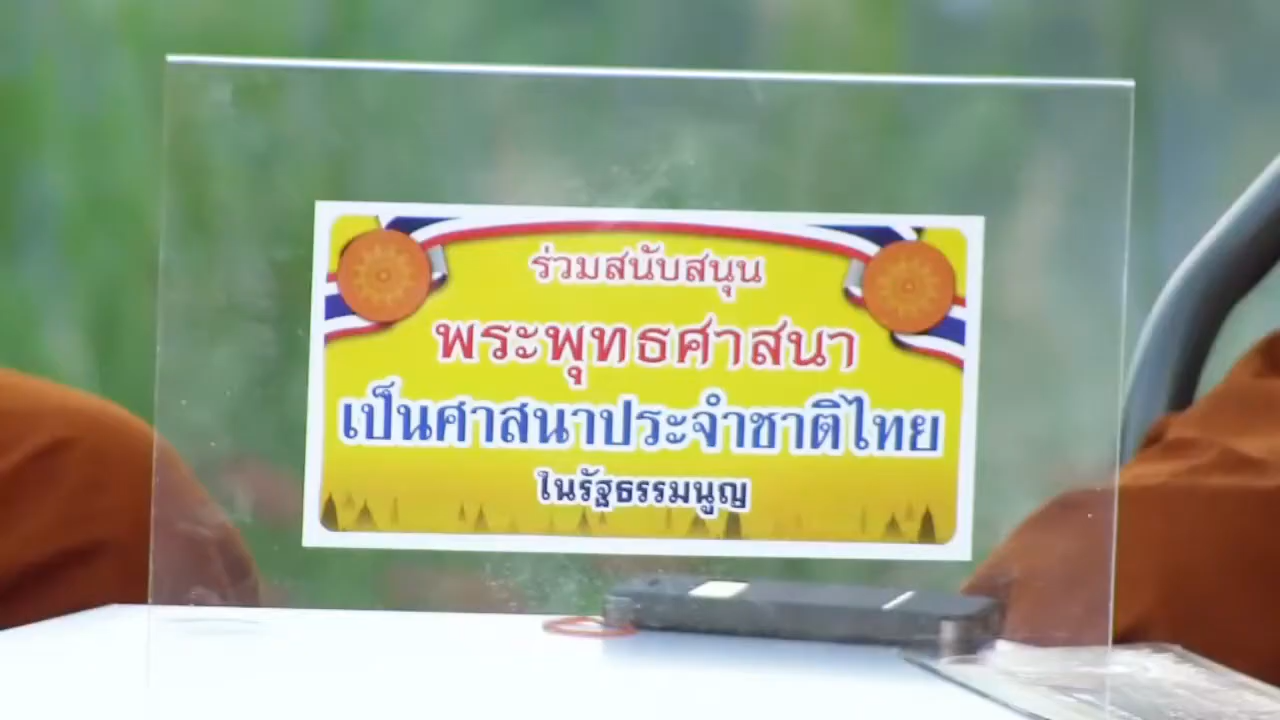 ร่วมสนับสนุน
พระพุทธศาสนา
เป็นศาสนาประจำชาติไทย
ในรัฐธรรมนูญ